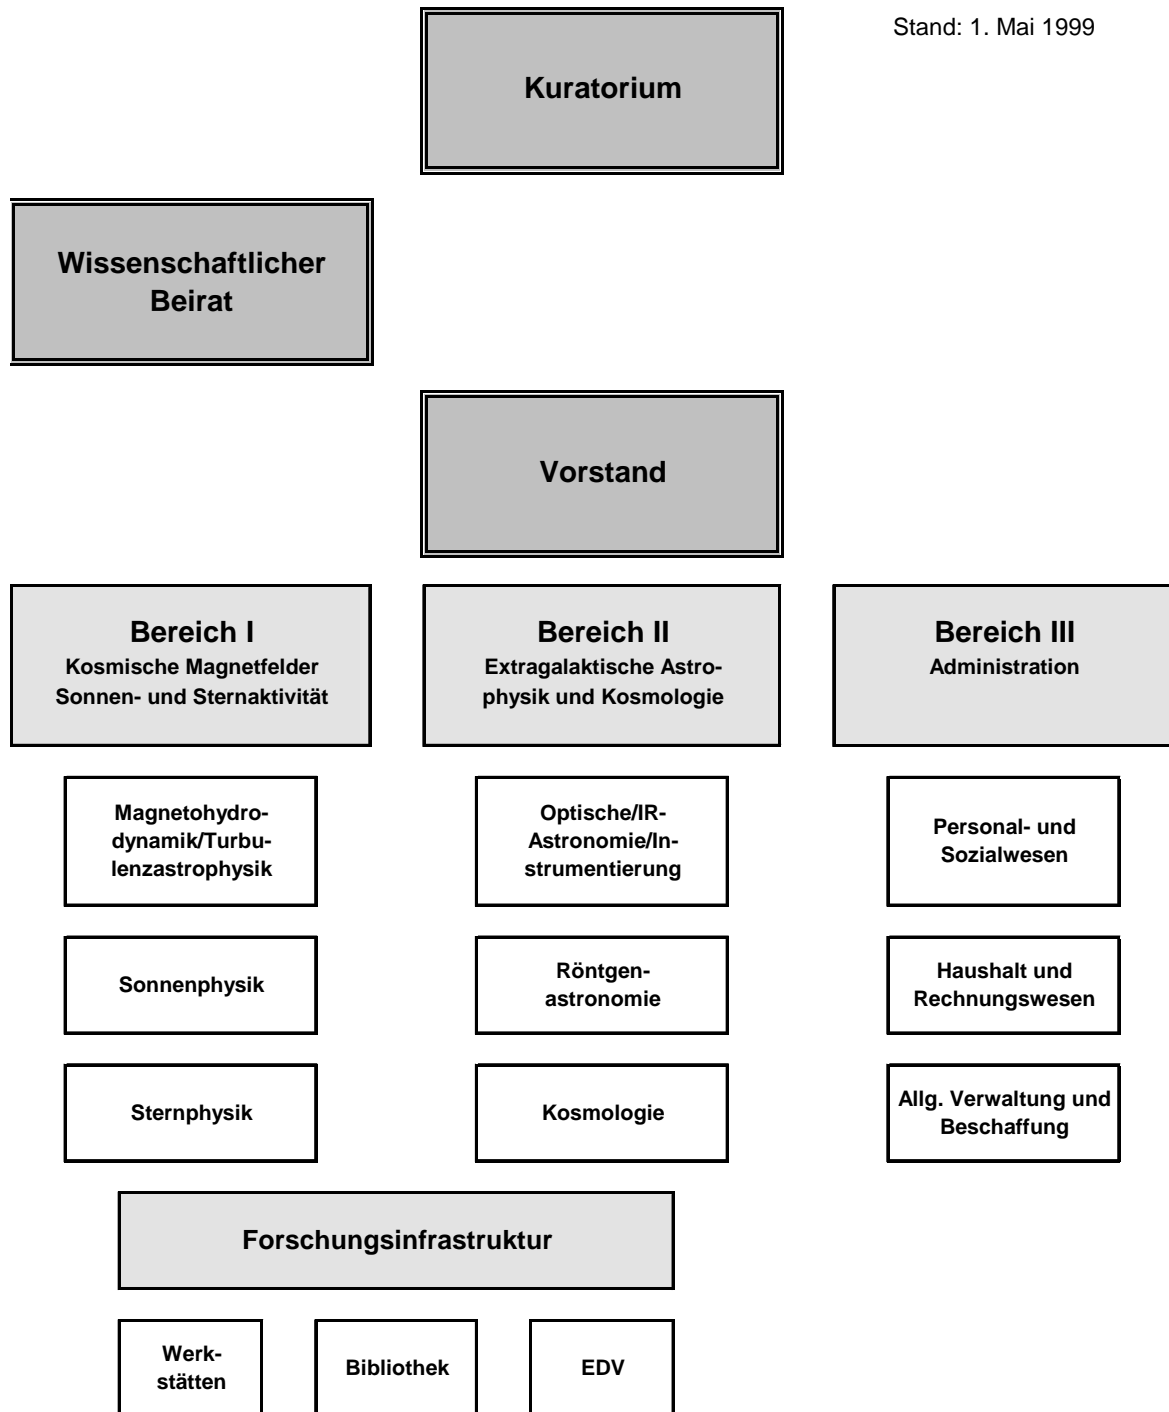 Stand: 1. Mai 1999
Kuratorium
Wissenschaftlicher
Beirat
Vorstand
Bereich I
Kosmische Magnetfelder
Sonnen- und Sternaktivität
Bereich II
Extragalaktische Astro-
physik und Kosmologie
Bereich III
Administration
Magnetohydro-
dynamik/Turbu-
lenzastrophysik
Optische/IR-
Astronomie/In-
strumentierung
Personal- und
Sozialwesen
Sonnenphysik
Röntgen-
astronomie
Haushalt und
Rechnungswesen
Sternphysik
Kosmologie
Allg. Verwaltung und
Beschaffung
Forschungsinfrastruktur
Werk-
stätten
Bibliothek
EDV